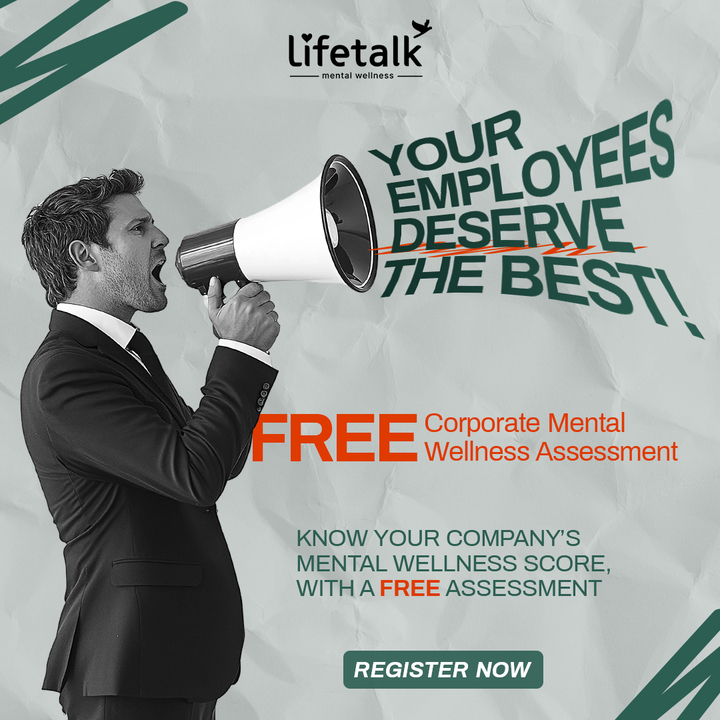 Lifetalk
mental wellness
YOUR
EMPLOYEES
DESERVE
THE BEST!
FREE Corporate Mental
Wellness Assessment
KNOW YOUR COMPANY'S
MENTAL WELLNESS SCORE,
WITH A FREE ASSESSMENT
REGISTER NOW